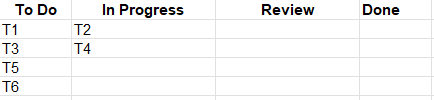 To Do In Progress Review Done
T1 T2
T3 T4
T5
T6